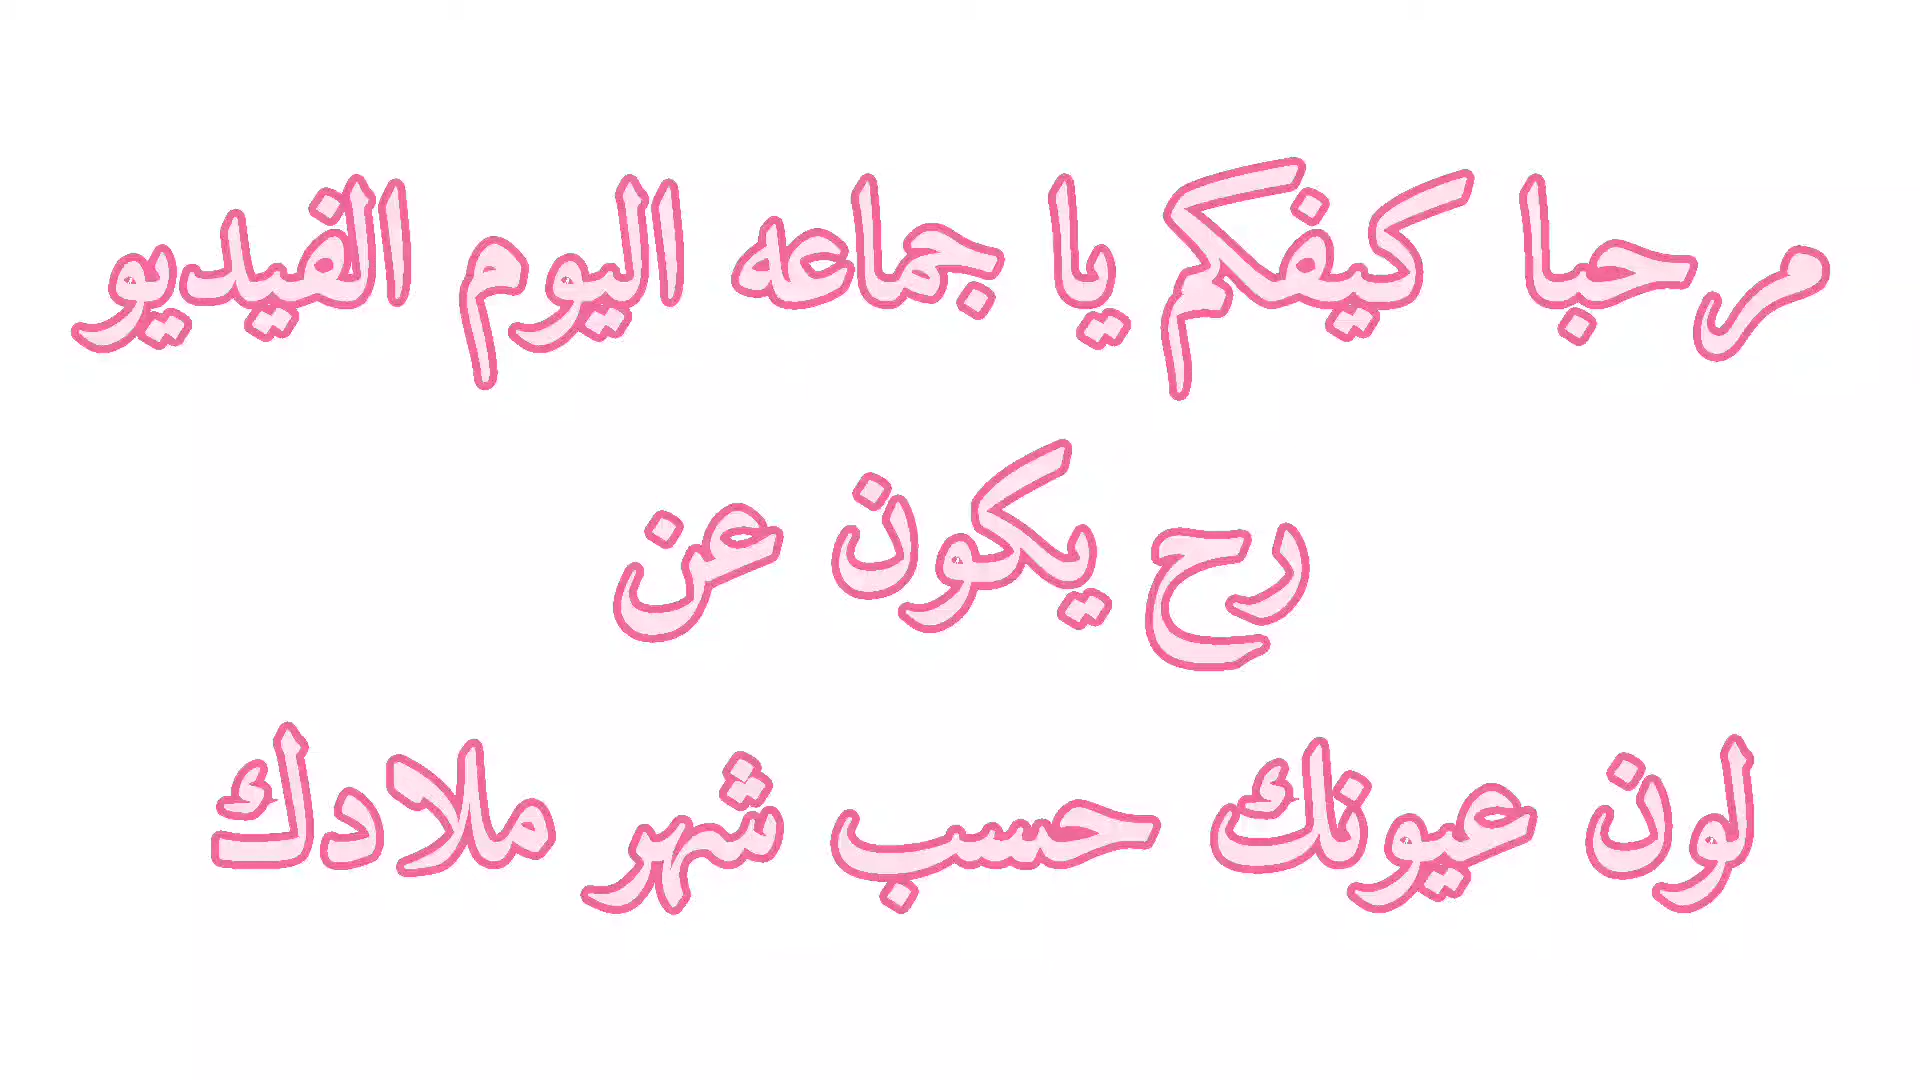 مرحبا كيفكم يا جماعه اليوم الفيديو
رح يكون عن
لون عيونك حسب شهر ملادك